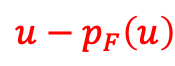 𝒖 − 𝒑_𝑭(𝒖)